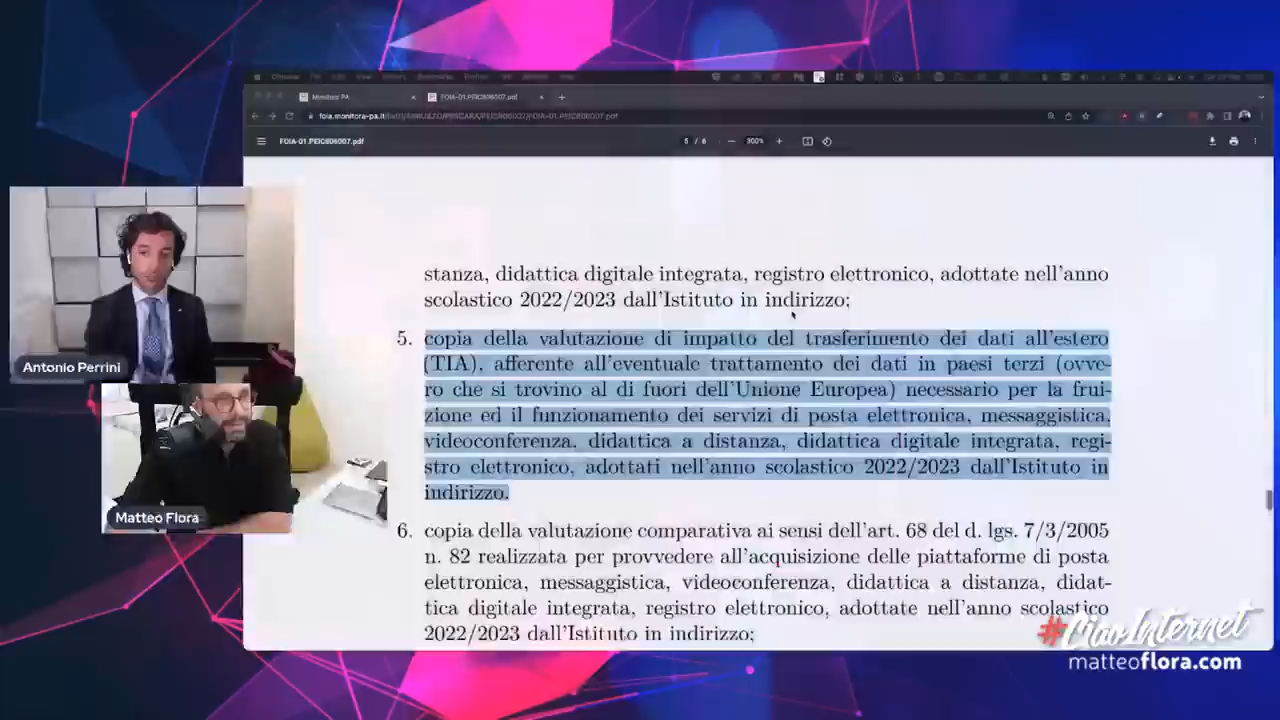 Monitora PA
FOIA-01.PEIC806007.pdf
foia.monitora-pa.it
FOIA-01.PEIC806007.pdf
5 / 6
300%
stanza, didattica digitale integrata, registro elettronico, adottate nell'anno
scolastico 2022/2023 dall'Istituto in indirizzo;
5. copia della valutazione di impatto del trasferimento dei dati all'estero
(TIA), afferente all'eventuale trattamento dei dati in paesi terzi (ovve-
ro che si trovino al di fuori dell'Unione Europea) necessario per la frui-
zione ed il funzionamento dei servizi di posta elettronica, messaggistica,
videoconferenza, didattica a distanza, didattica digitale integrata, regi-
stro elettronico, adottati nell'anno scolastico 2022/2023 dall'Istituto in
indirizzo.
6. copia della valutazione comparativa ai sensi dell'art. 68 del d. lgs. 7/3/2005
n. 82 realizzata per provvedere all'acquisizione delle piattaforme di posta
elettronica, messaggistica, videoconferenza, didattica a distanza, didat-
tica digitale integrata, registro elettronico, adottate nell'anno scolastico
2022/2023 dall'Istituto in indirizzo;
Antonio Perrini
Matteo Flora
#CiaoInternet
matteoflora.com